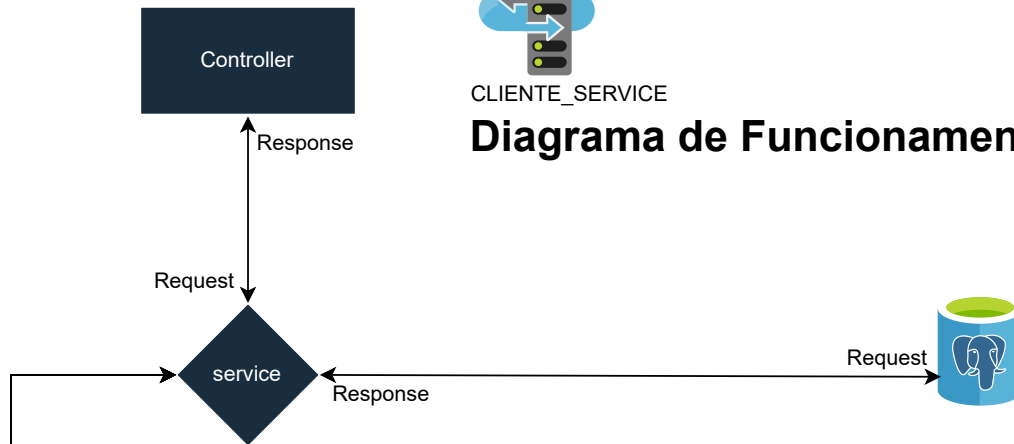 Controller
CLIENTE_SERVICE
Diagrama de Funcionamen
Response
Request
service
Request
Response